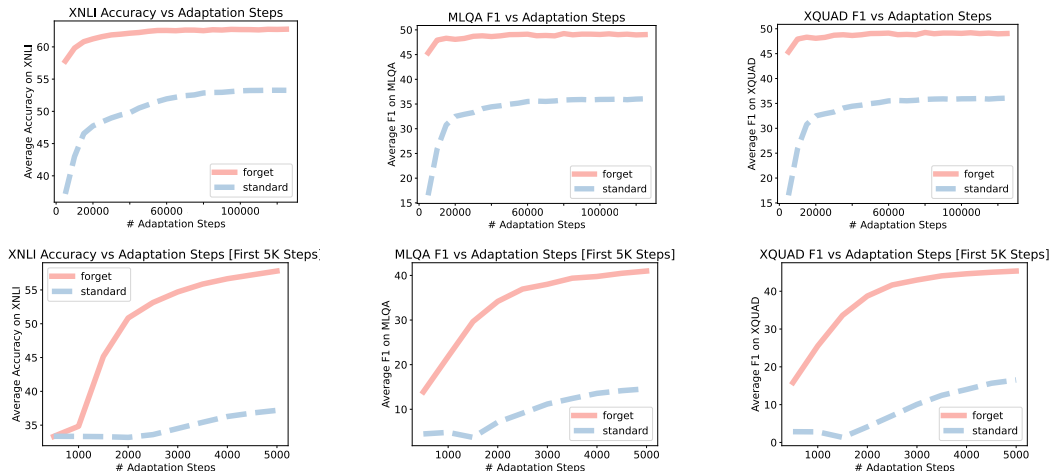 XNLI Accuracy vs Adaptation Steps
Average Accuracy on XNLI
60
55
50
45
40
0
20000
60000
100000
# Adaptation Steps
forget
standard
MLQA F1 vs Adaptation Steps
Average F1 on MLQA
50
45
40
35
30
25
20
15
20000
60000
100000
# Adaptation Steps
forget
standard
XQUAD F1 vs Adaptation Steps
Average F1 on XQUAD
50
45
40
35
30
25
20
15
0
20000
60000
100000
# Adaptation Steps
forget
standard
XNLI Accuracy vs Adaptation Steps [First 5K Steps]
Average Accuracy on XNLI
55
50
45
40
35
1000
2000
3000
4000
5000
# Adaptation Steps
forget
standard
MLQA F1 vs Adaptation Steps [First 5K Steps]
Average F1 on MLQA
40
30
20
10
1000
2000
3000
4000
5000
# Adaptation Steps
forget
standard
XQUAD F1 vs Adaptation Steps [First 5K Steps]
Average F1 on XQUAD
40
30
20
10
0
1000
2000
3000
4000
5000
# Adaptation Steps
forget
standard